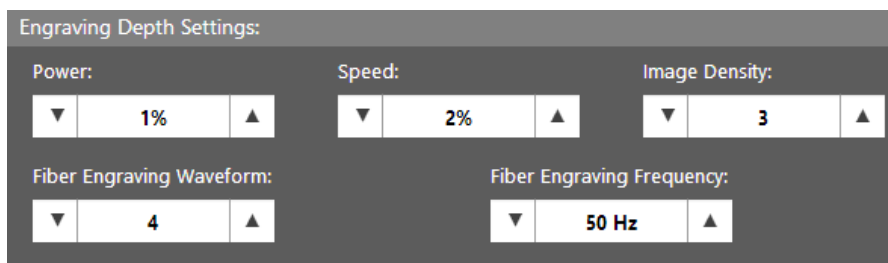 Engraving Depth Settings:
Power: Speed: Image Density:
▼ 1% ▲ ▼ 2% ▲ ▼ 3 ▲
Fiber Engraving Waveform: Fiber Engraving Frequency:
▼ 4 ▲ ▼ 50 Hz ▲